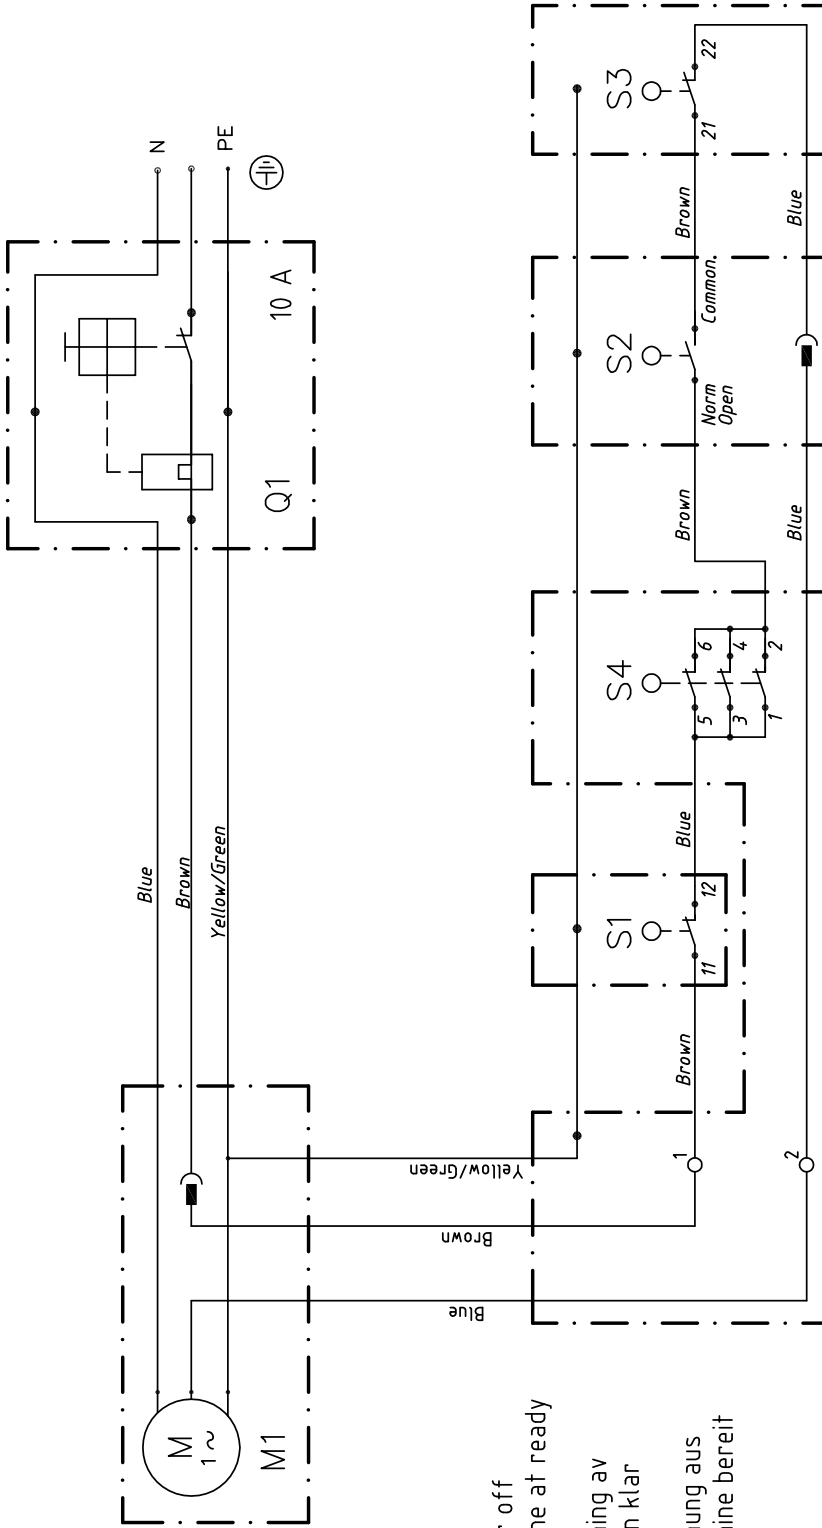 N
Blue
M
1~
Brown
Yellow/Green
PE
M1
Q1
10 A
Yellow/Green
Brown
Blue
r off
ne at ready
ning av
n klar
nung aus
ine bereit
S1
S4
S2
S3
1
Brown
11
12
Blue
5
6
3
4
1
2
Brown
Norm
Open
Common.
Brown
21
22
2
Blue
Blue